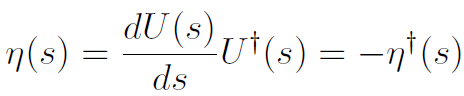 η(s) = dU(s)/ds U†(s) = −η†(s)